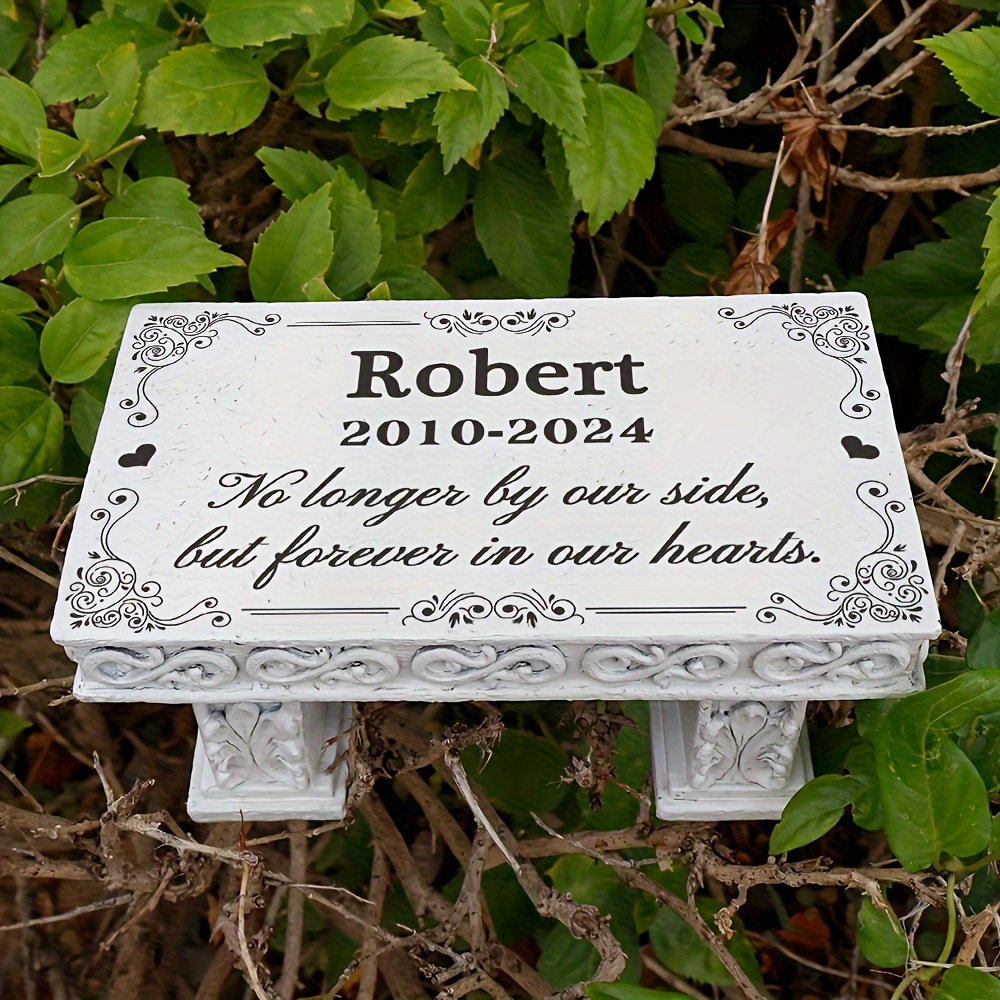 Robert
2010-2024
No longer by our side,
but forever in our hearts.